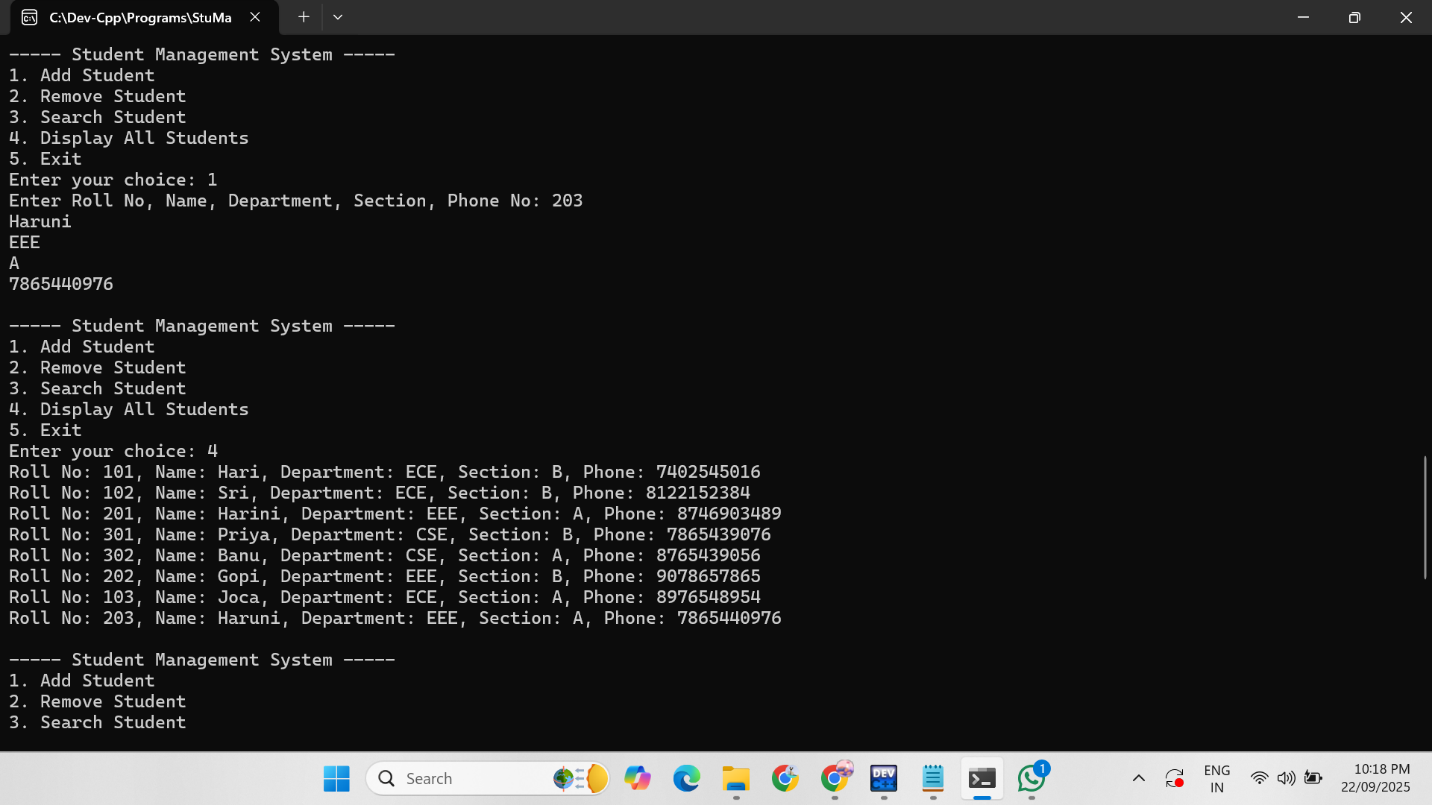 C:\Dev-Cpp\Programs\StuMa
----- Student Management System -----
1. Add Student
2. Remove Student
3. Search Student
4. Display All Students
5. Exit
Enter your choice: 1
Enter Roll No, Name, Department, Section, Phone No: 203
Haruni
EEE
A
7865440976
----- Student Management System -----
1. Add Student
2. Remove Student
3. Search Student
4. Display All Students
5. Exit
Enter your choice: 4
Roll No: 101, Name: Hari, Department: ECE, Section: B, Phone: 7402545016
Roll No: 102, Name: Sri, Department: ECE, Section: B, Phone: 8122152384
Roll No: 201, Name: Harini, Department: EEE, Section: A, Phone: 8746903489
Roll No: 301, Name: Priya, Department: CSE, Section: B, Phone: 7865439076
Roll No: 302, Name: Banu, Department: CSE, Section: A, Phone: 8765439056
Roll No: 202, Name: Gopi, Department: EEE, Section: B, Phone: 9078657865
Roll No: 103, Name: Joca, Department: ECE, Section: A, Phone: 8976548954
Roll No: 203, Name: Haruni, Department: EEE, Section: A, Phone: 7865440976
----- Student Management System -----
1. Add Student
2. Remove Student
3. Search Student
Search
DEV
C++
1
ENG
IN
10:18 PM
22/09/2025